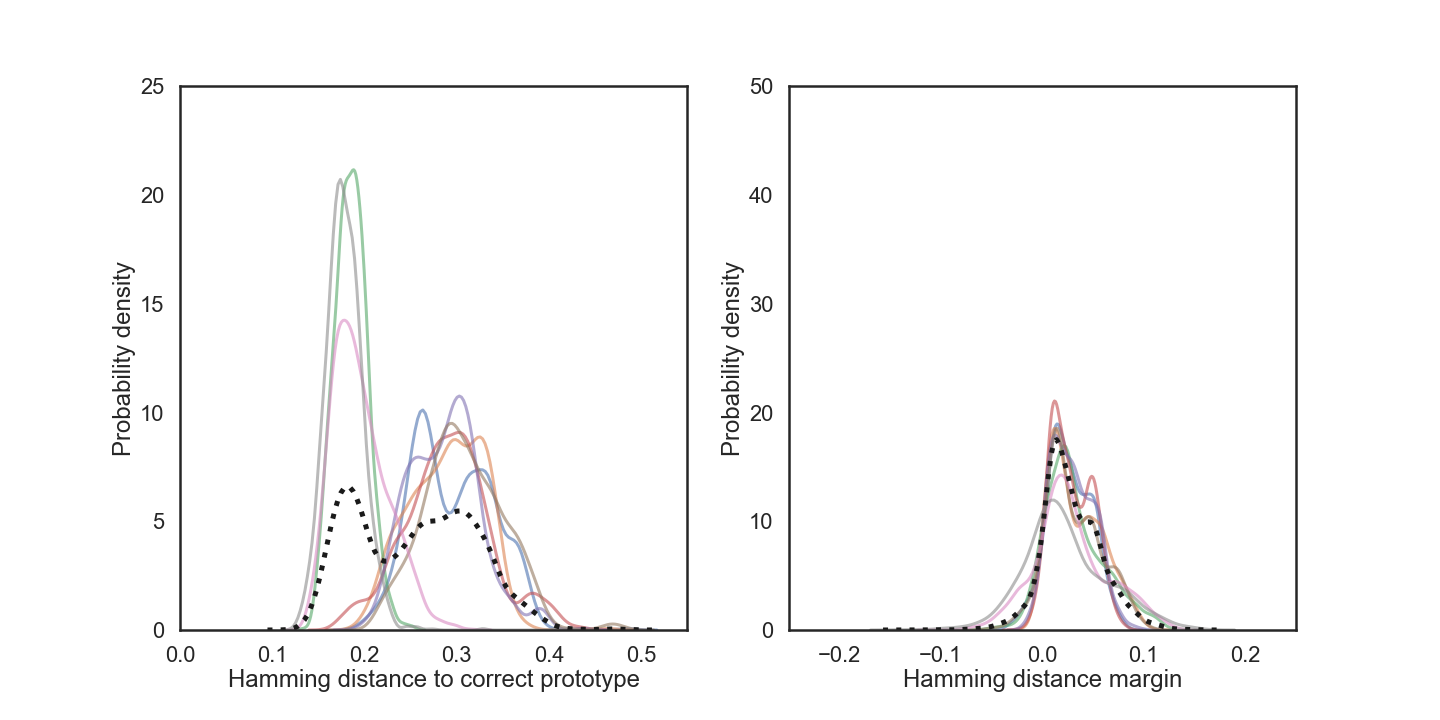 25
20
15
10
5
0
Probability density
0.0 0.1 0.2 0.3 0.4 0.5
Hamming distance to correct prototype
50
40
30
20
10
0
Probability density
−0.2 −0.1 0.0 0.1 0.2
Hamming distance margin